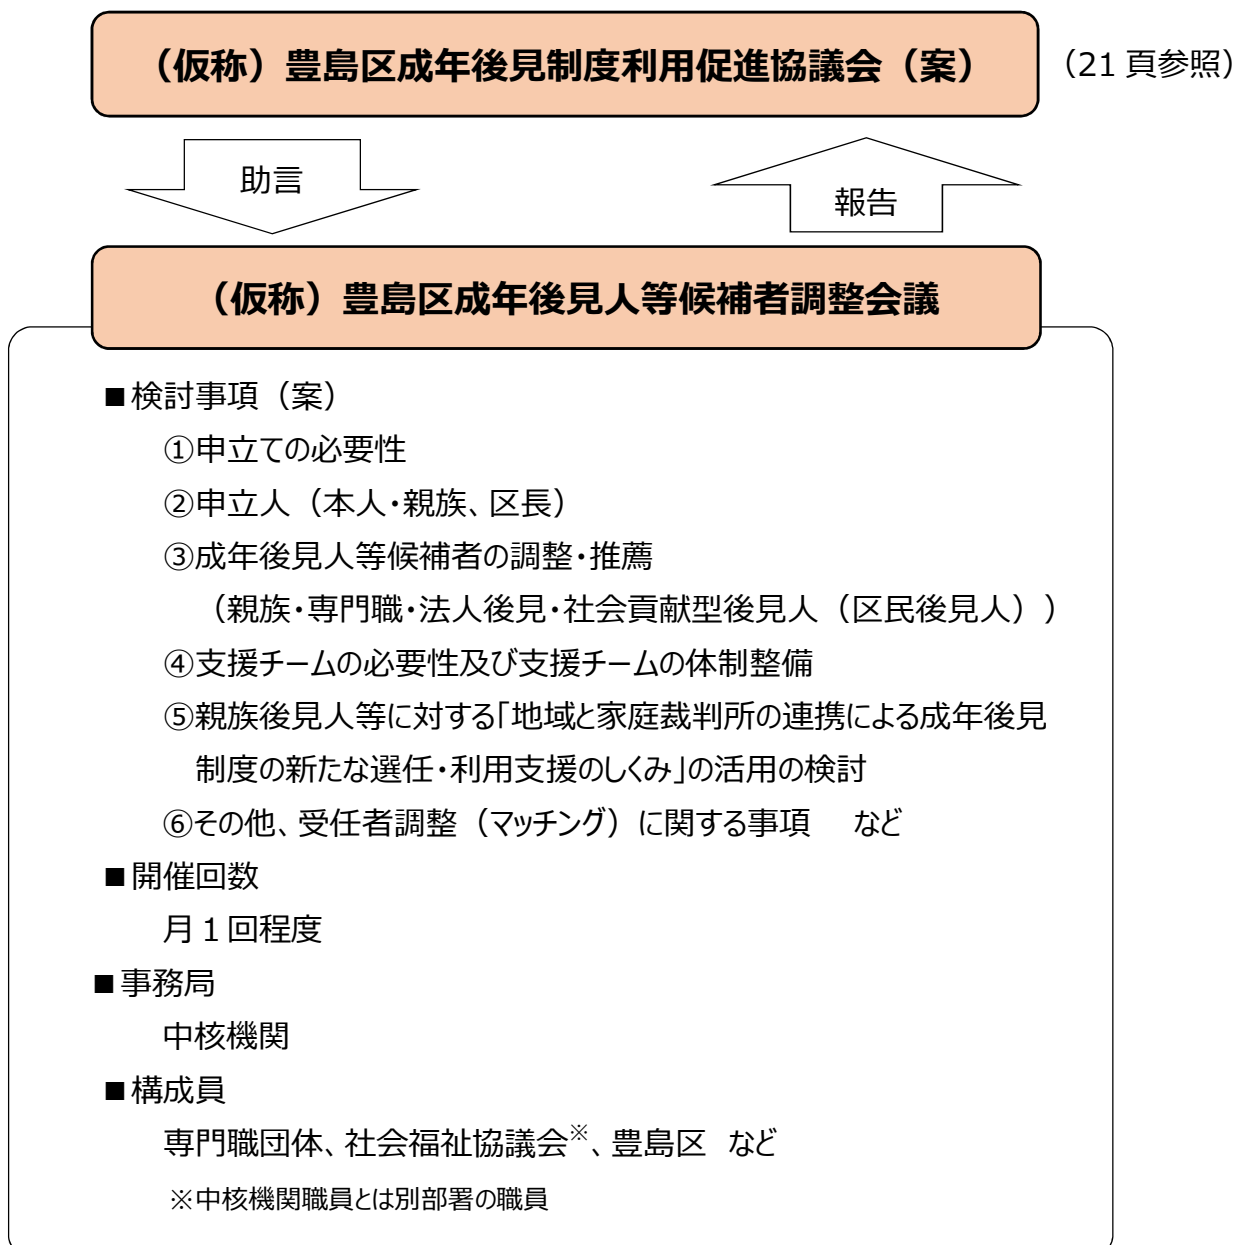 （仮称）豊島区成年後見制度利用促進協議会（案）
（21 頁参照）
助言
報告
（仮称）豊島区成年後見人等候補者調整会議
■検討事項（案）
①申立ての必要性
②申立人（本人・親族、区長）
③成年後見人等候補者の調整・推薦
（親族・専門職・法人後見・社会貢献型後見人（区民後見人））
④支援チームの必要性及び支援チームの体制整備
⑤親族後見人等に対する「地域と家庭裁判所の連携による成年後見
制度の新たな選任・利用支援のしくみ」の活用の検討
⑥その他、受任者調整（マッチング）に関する事項　など
■開催回数
月１回程度
■事務局
中核機関
■構成員
専門職団体、社会福祉協議会※、豊島区　など
※中核機関職員とは別部署の職員